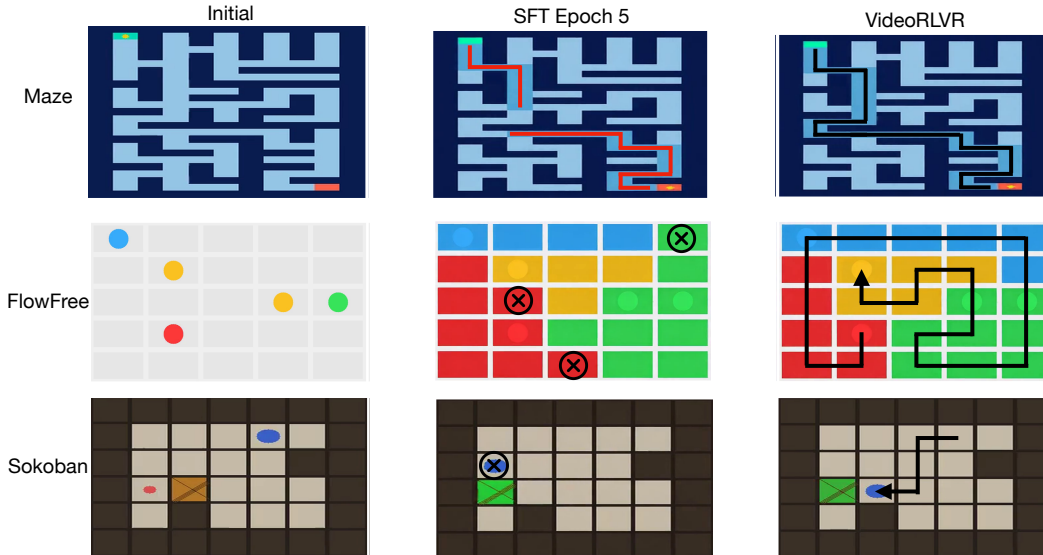 Initial
SFT Epoch 5
VideoRLVR
Maze
FlowFree
Sokoban